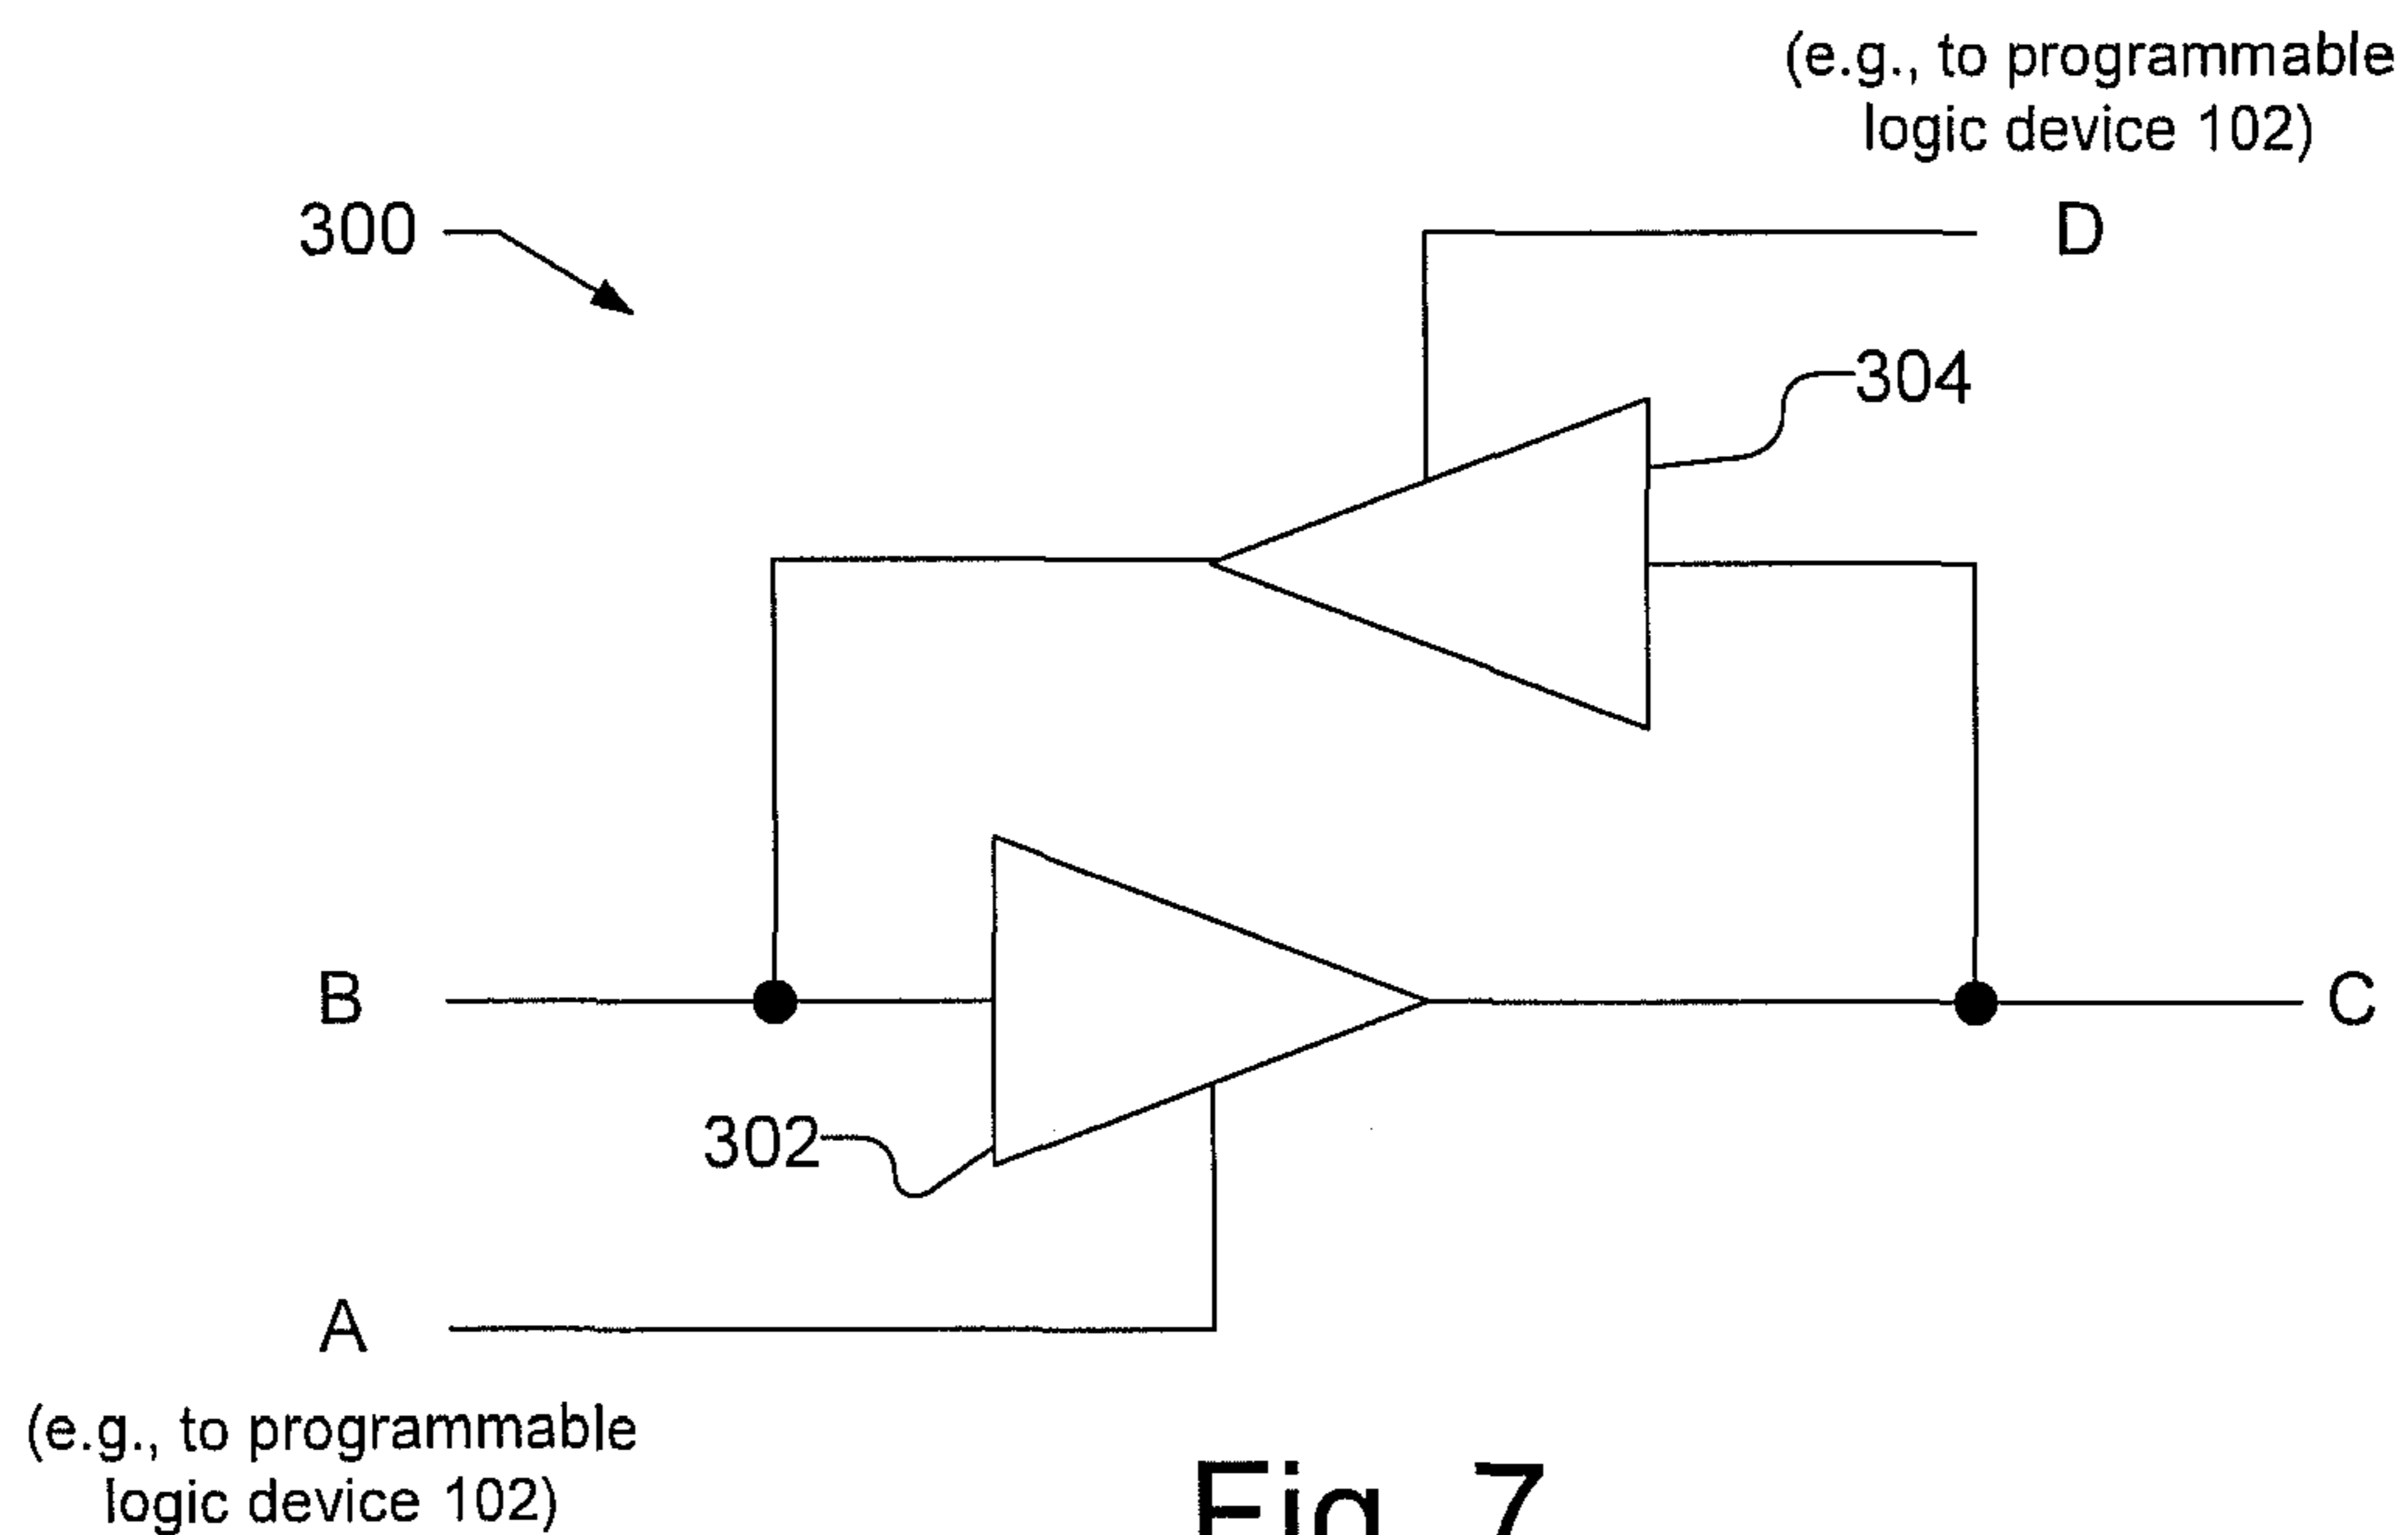 (e.g., to programmable
logic device 102)
300
D
304
B
C
302
A
(e.g., to programmable
logic device 102)
Fig. 7